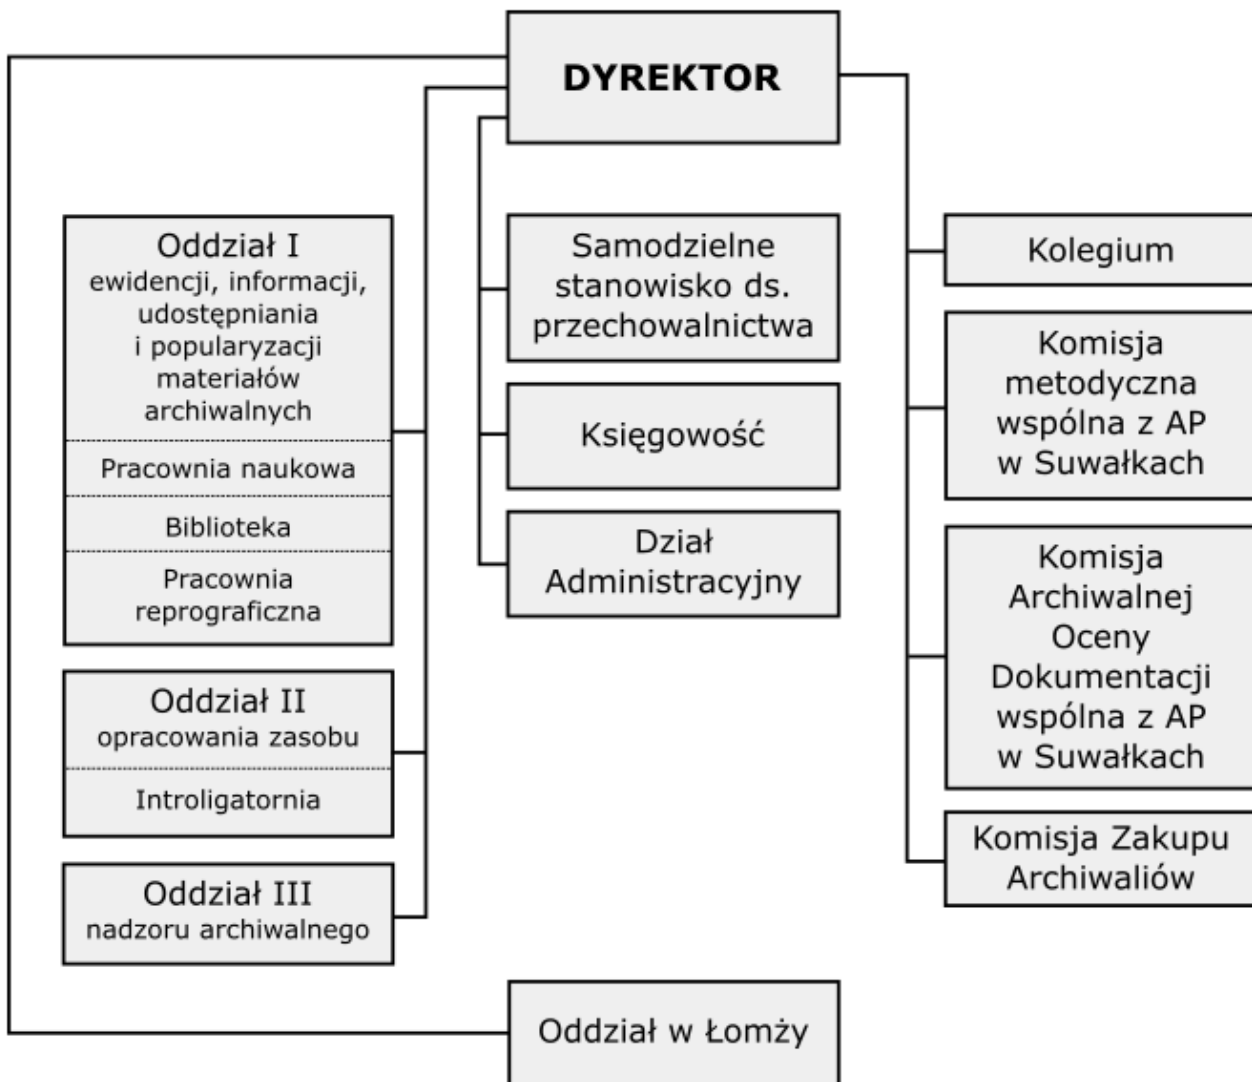 DYREKTOR
Oddział I
ewidencji, informacji,
udostępniania
i popularyzacji
materiałów
archiwalnych
Pracownia naukowa
Biblioteka
Pracownia
reprograficzna
Oddział II
opracowania zasobu
Introligatornia
Oddział III
nadzoru archiwalnego
Samodzielne
stanowisko ds.
przechowalnictwa
Księgowość
Dział
Administracyjny
Kolegium
Komisja
metodyczna
wspólna z AP
w Suwałkach
Komisja
Archiwalnej
Oceny
Dokumentacji
wspólna z AP
w Suwałkach
Komisja Zakupu
Archiwaliów
Oddział w Łomży